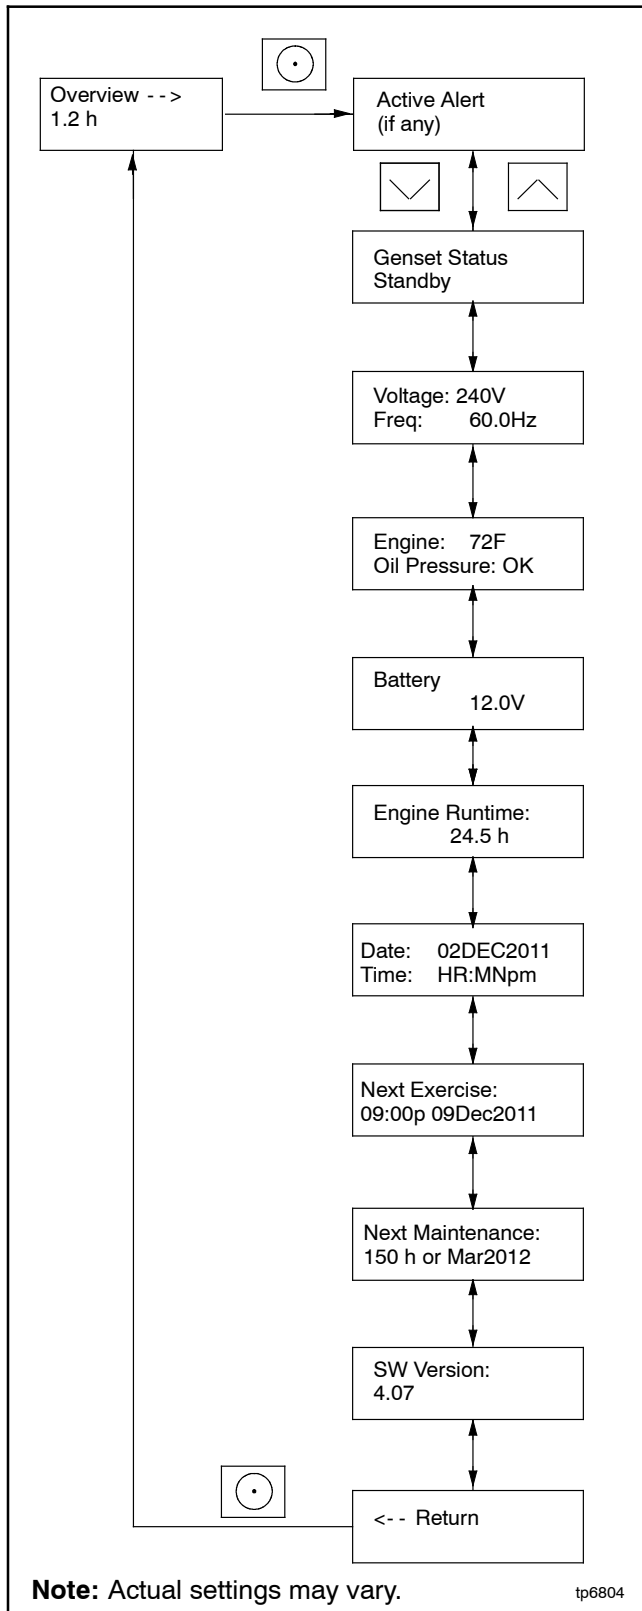 Overview - ->
1.2 h
Active Alert
(if any)
Genset Status
Standby
Voltage: 240V
Freq: 60.0Hz
Engine: 72F
Oil Pressure: OK
Battery
12.0V
Engine Runtime:
24.5 h
Date: 02DEC2011
Time: HR:MNpm
Next Exercise:
09:00p 09Dec2011
Next Maintenance:
150 h or Mar2012
SW Version:
4.07
<- - Return
Note: Actual settings may vary.
tp6804